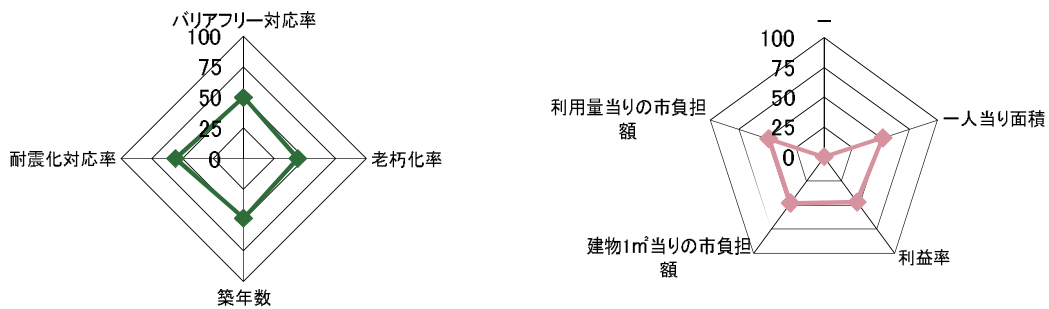 バリアフリー対応率
100
75
50
25
0
耐震化対応率
老朽化率
築年数
ー
100
75
50
25
0
利用量当りの市負担
額
一人当り面積
建物1㎡当りの市負担
額
利益率